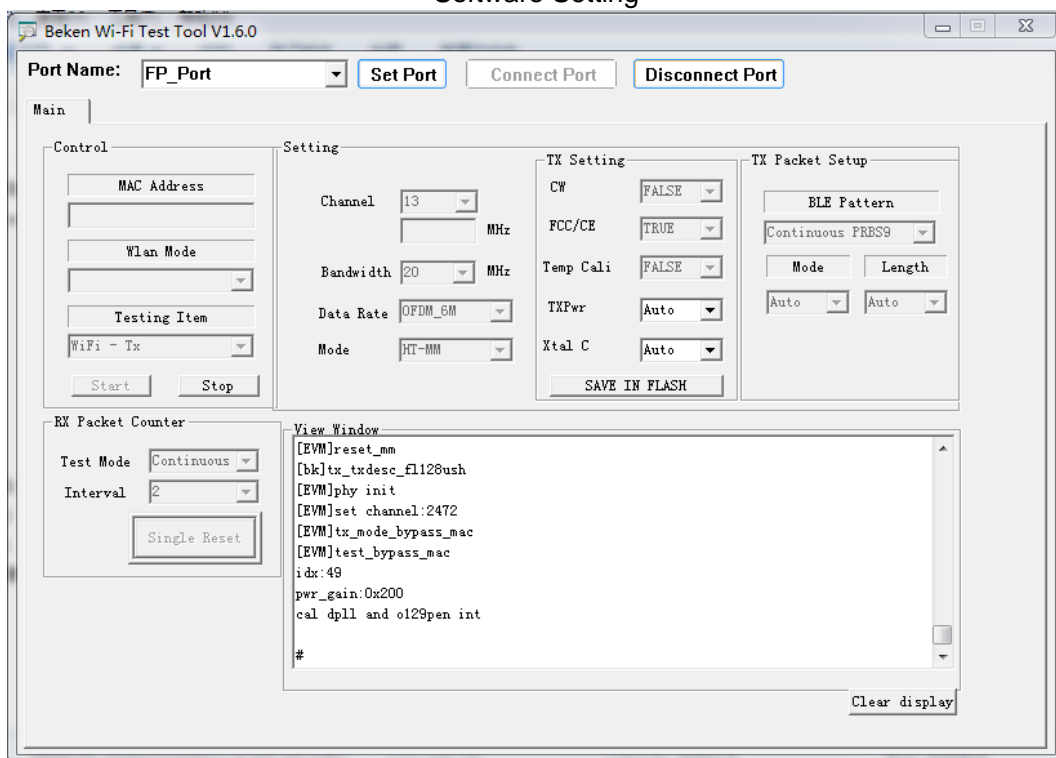 Software Setting
Beken Wi-Fi Test Tool V1.6.0
Port Name: FP_Port Set Port Connect Port Disconnect Port
Main
Control
MAC Address
Wlan Mode
Testing Item
WiFi - Tx
Start Stop
Setting
Channel 13
MHz
Bandwidth 20 MHz
Data Rate OFDM_6M
Mode HT-MM
TX Setting
CW FALSE
FCC/CE TRUE
Temp Cali FALSE
TXPwr Auto
Xtal C Auto
SAVE IN FLASH
TX Packet Setup
BLE Pattern
Continuous PRBS9
Mode Length
Auto Auto
RX Packet Counter
Test Mode Continuous
Interval 2
Single Reset
View Window
[EVM]reset_mm
[bk]tx_txdesc_fl128ush
[EVM]phy init
[EVM]set channel:2472
[EVM]tx_mode_bypass_mac
[EVM]test_bypass_mac
idx:49
pwr_gain:0x200
cal dpll and o129pen int
#
Clear display